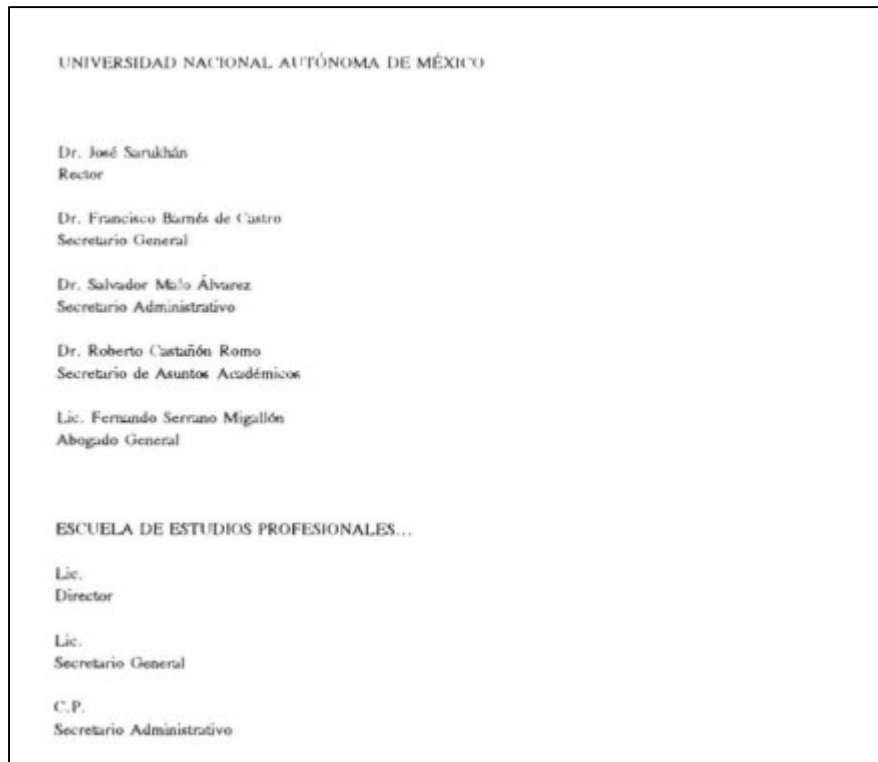 UNIVERSIDAD NACIONAL AUTÓNOMA DE MÉXICO
Dr. José Sarukhán
Rector
Dr. Francisco Barnés de Castro
Secretario General
Dr. Salvador Malo Álvarez
Secretario Administrativo
Dr. Roberto Castañón Romo
Secretario de Asuntos Académicos
Lic. Fernando Serrano Migallón
Abogado General
ESCUELA DE ESTUDIOS PROFESIONALES...
Lic.
Director
Lic.
Secretario General
C.P.
Secretario Administrativo